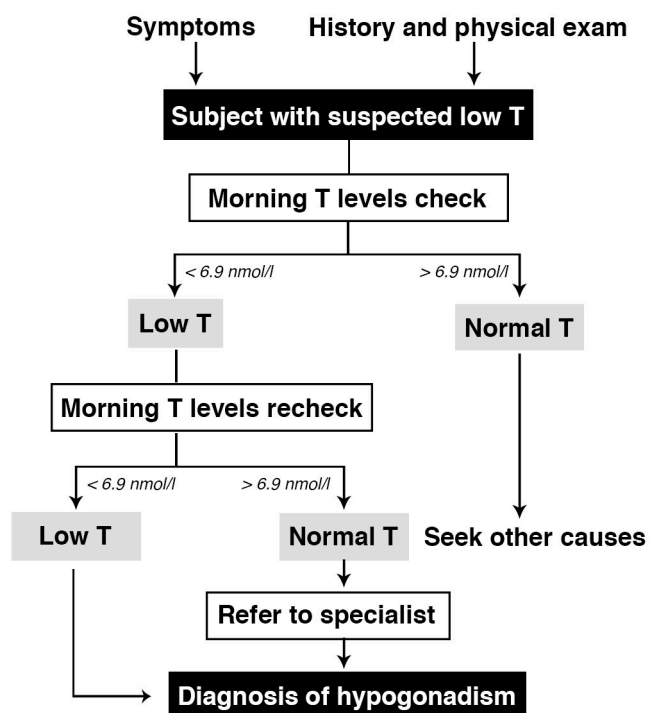 Symptoms
History and physical exam
Subject with suspected low T
Morning T levels check
< 6.9 nmol/l
> 6.9 nmol/l
Low T
Normal T
Morning T levels recheck
< 6.9 nmol/l
> 6.9 nmol/l
Low T
Normal T
Seek other causes
Refer to specialist
Diagnosis of hypogonadism